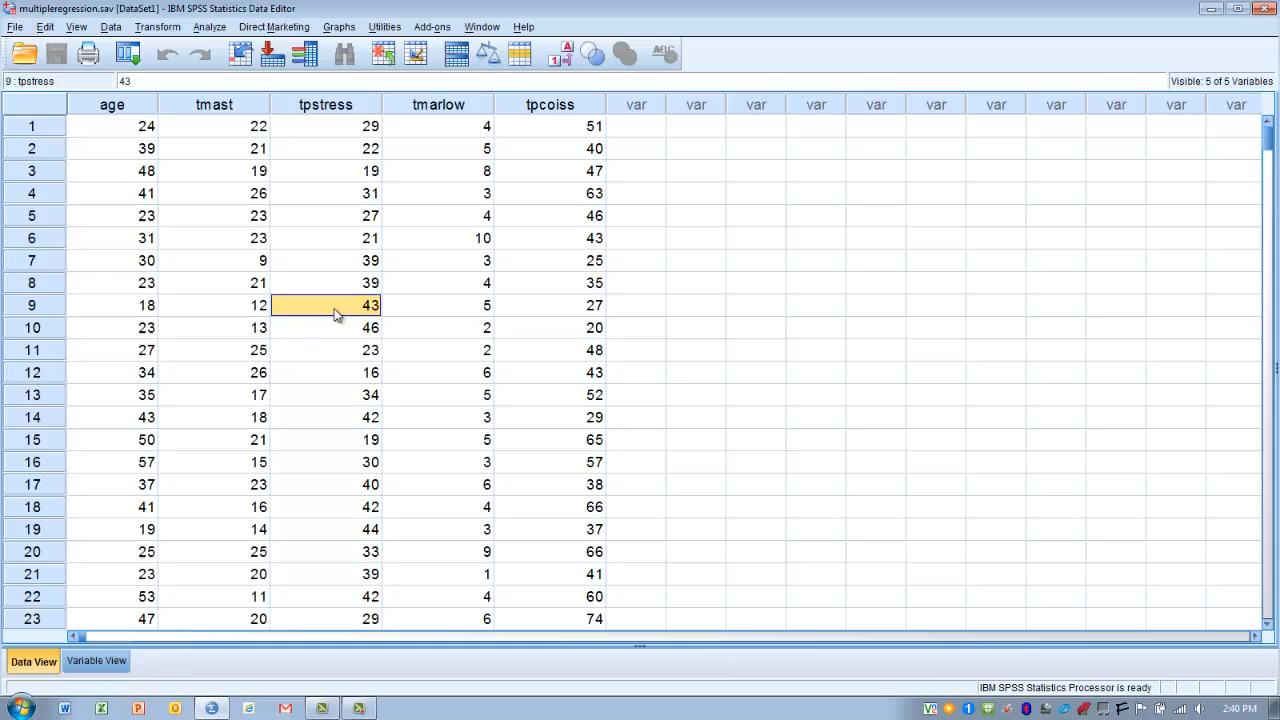 multipleregression.sav [DataSet1] - IBM SPSS Statistics Data Editor
File Edit View Data Transform Analyze Direct Marketing Graphs Utilities Add-ons Window Help
9 : tpstress 43 Visible: 5 of 5 Variables
age tmast tpstress tmarlow tpcoiss var var var var var var var var var var var
1 24 22 29 4 51
2 39 21 22 5 40
3 48 19 19 8 47
4 41 26 31 3 63
5 23 23 27 4 46
6 31 23 21 10 43
7 30 9 39 3 25
8 23 21 39 4 35
9 18 12 43 5 27
10 23 13 46 2 20
11 27 25 23 2 48
12 34 26 16 6 43
13 35 17 34 5 52
14 43 18 42 3 29
15 50 21 19 5 65
16 57 15 30 3 57
17 37 23 40 6 38
18 41 16 42 4 66
19 19 14 44 3 37
20 25 25 33 9 66
21 23 20 39 1 41
22 53 11 42 4 60
23 47 20 29 6 74
Data View Variable View
IBM SPSS Statistics Processor is ready
2:40 PM